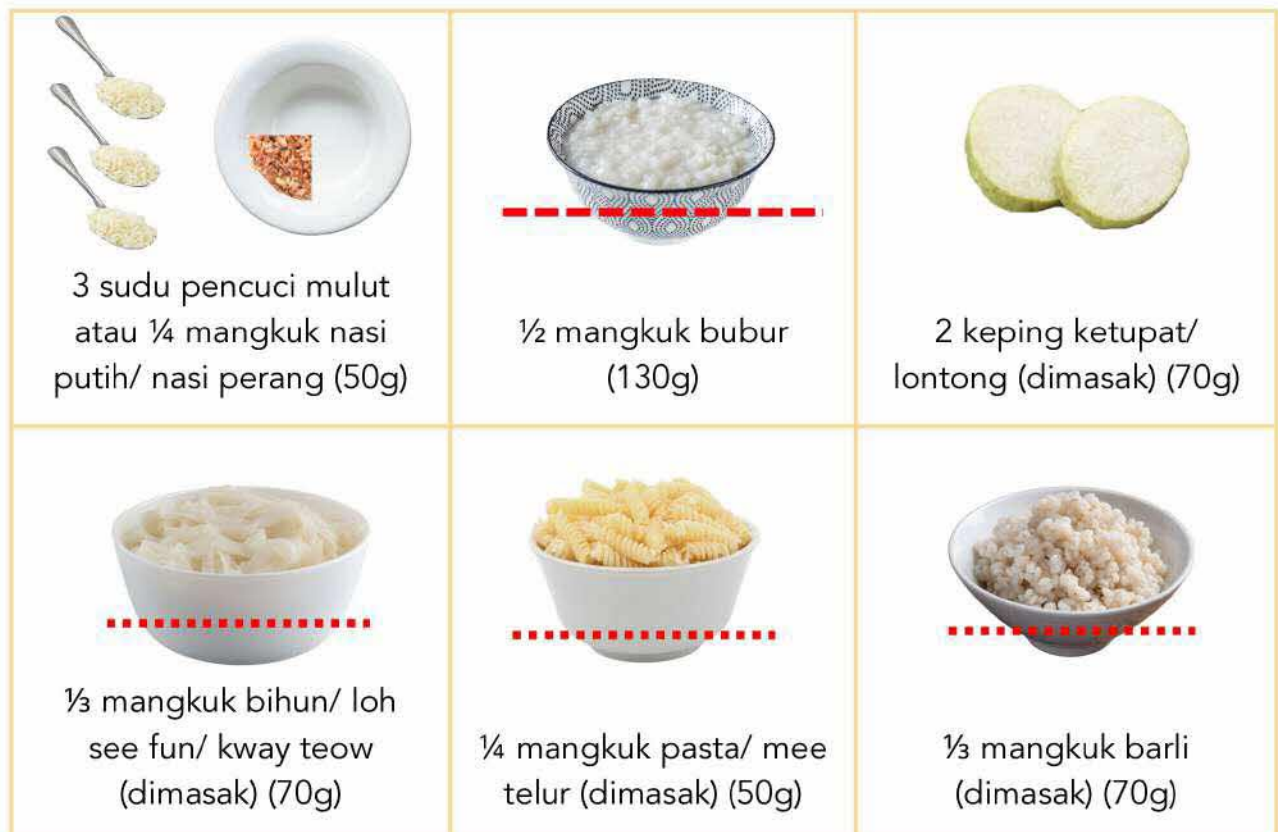 3 sudu pencuci mulut
atau ¼ mangkuk nasi
putih/ nasi perang (50g)
½ mangkuk bubur
(130g)
2 keping ketupat/
lontong (dimasak) (70g)
⅓ mangkuk bihun/ loh
see fun/ kway teow
(dimasak) (70g)
¼ mangkuk pasta/ mee
telur (dimasak) (50g)
⅓ mangkuk barli
(dimasak) (70g)